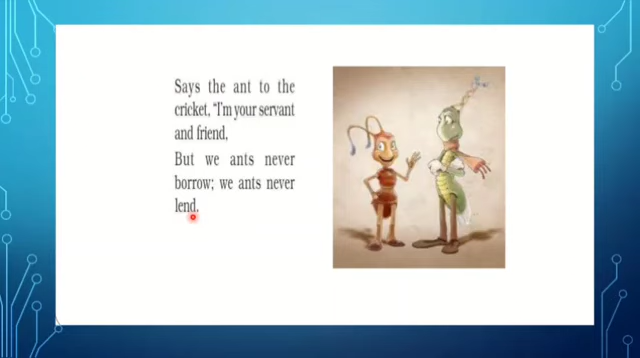 Says the ant to the
cricket, “I’m your servant
and friend,
But we ants never
borrow; we ants never
lend.